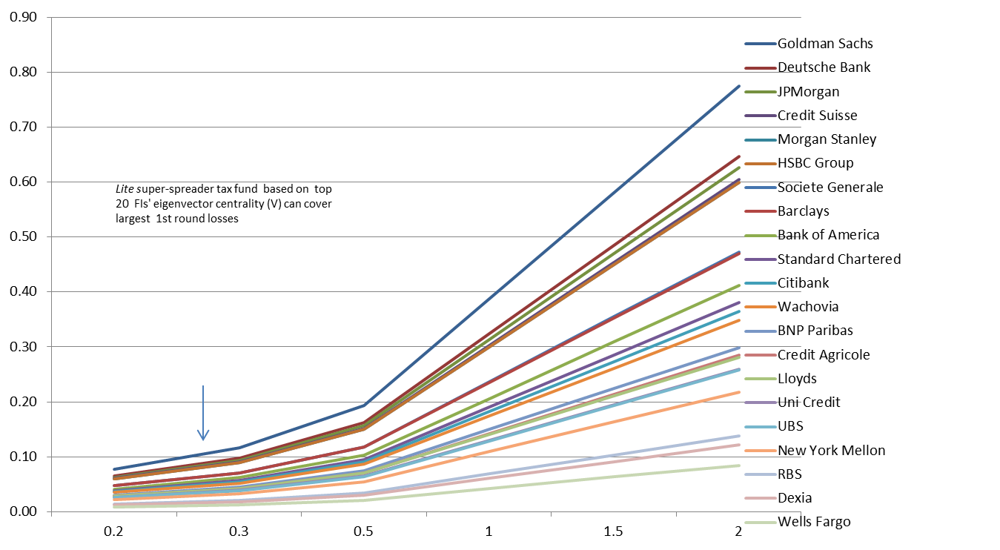 0.90
0.80
0.70
0.60
0.50
0.40
0.30
0.20
0.10
0.00
Lite super-spreader tax fund based on top
20 FIs' eigenvector centrality (V) can cover
largest 1st round losses
0.2 0.3 0.5 1 1.5 2
Goldman Sachs
Deutsche Bank
JPMorgan
Credit Suisse
Morgan Stanley
HSBC Group
Societe Generale
Barclays
Bank of America
Standard Chartered
Citibank
Wachovia
BNP Paribas
Credit Agricole
Lloyds
Uni Credit
UBS
New York Mellon
RBS
Dexia
Wells Fargo